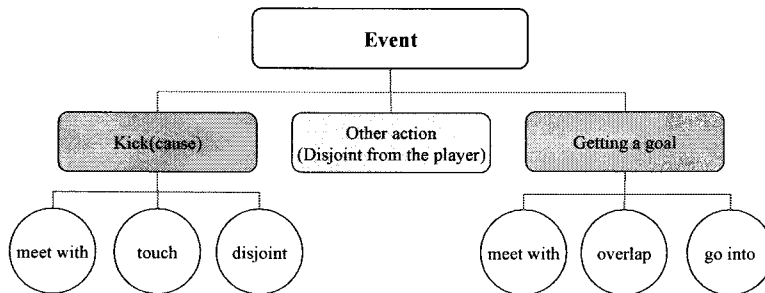 Event
Kick(cause)
Other action
(Disjoint from the player)
Getting a goal
meet with
touch
disjoint
meet with
overlap
go into